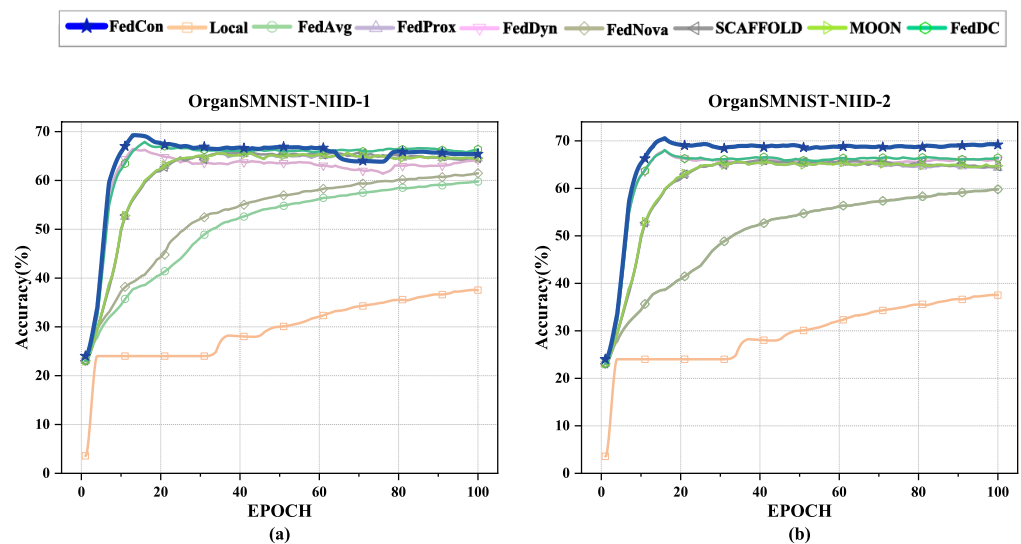 FedCon Local FedAvg FedProx FedDyn FedNova SCAFFOLD MOON FedDC
OrganSMNIST-NIID-1
70
60
50
40
30
20
10
0
Accuracy(%)
0 20 40 60 80 100
EPOCH
(a)
OrganSMNIST-NIID-2
70
60
50
40
30
20
10
0
Accuracy(%)
0 20 40 60 80 100
EPOCH
(b)